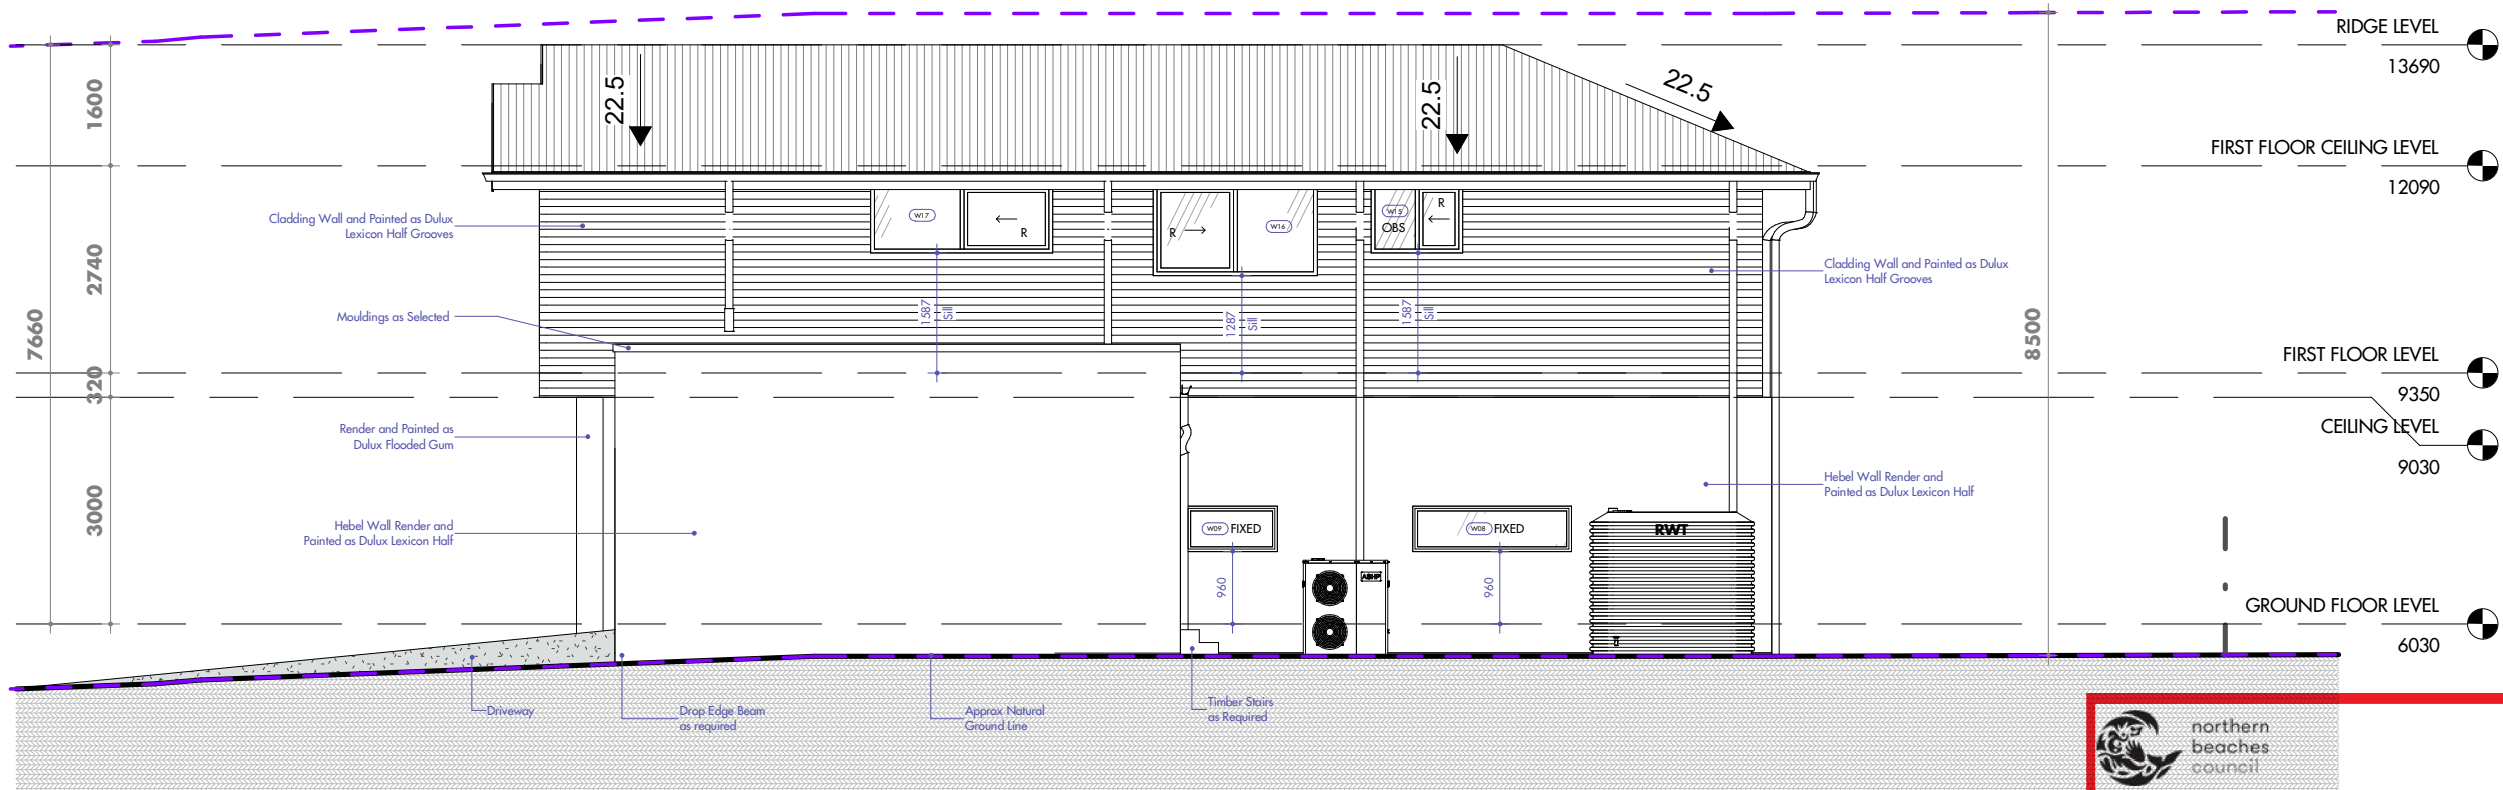 RIDGE LEVEL
13690
FIRST FLOOR CEILING LEVEL
12090
FIRST FLOOR LEVEL
9350
CEILING LEVEL
9030
GROUND FLOOR LEVEL
6030
1600
2740
320
3000
7660
8500
22.5
22.5
22.5
Cladding Wall and Painted as Dulux
Lexicon Half Grooves
Mouldings as Selected
Render and Painted as
Dulux Flooded Gum
Hebel Wall Render and
Painted as Dulux Lexicon Half
W17
R
R
W16
W15
OBS
R
1587
Sill
1287
Sill
1587
Sill
Cladding Wall and Painted as Dulux
Lexicon Half Grooves
Hebel Wall Render and
Painted as Dulux Lexicon Half
W09 FIXED
W08 FIXED
960
960
ASHP
RWT
Driveway
Drop Edge Beam
as required
Approx Natural
Ground Line
Timber Stairs
as Required
northern
beaches
council